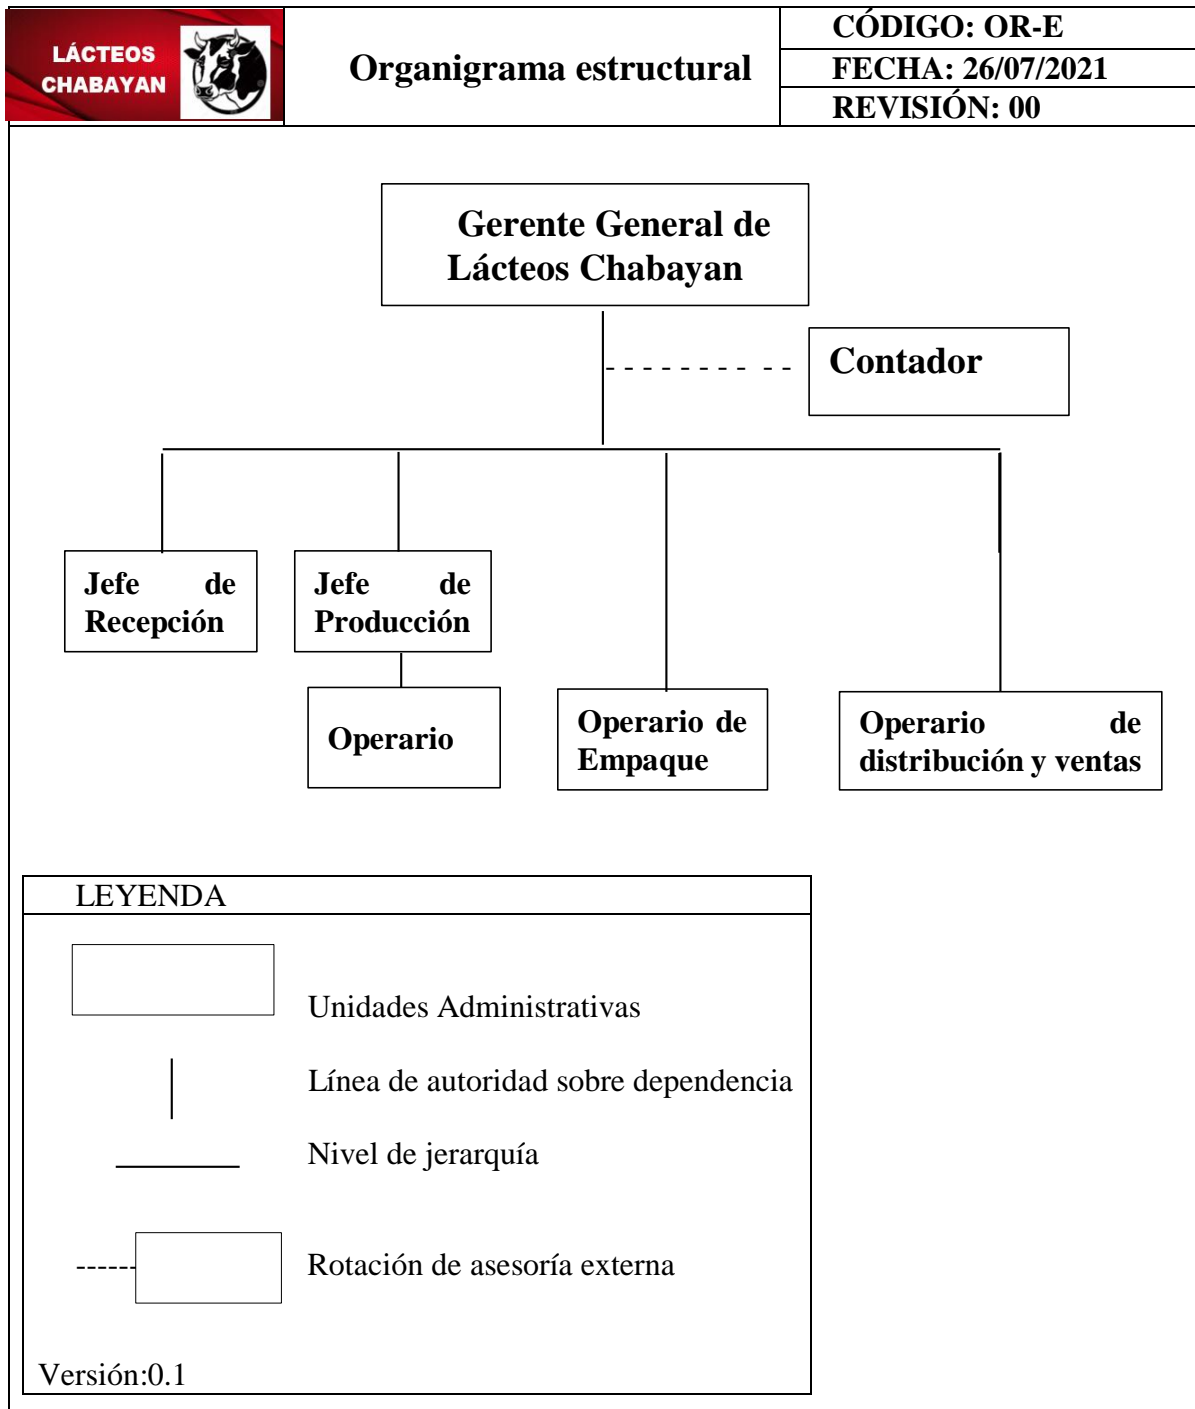 LÁCTEOS
CHABAYAN
Organigrama estructural
CÓDIGO: OR-E
FECHA: 26/07/2021
REVISIÓN: 00
Gerente General de
Lácteos Chabayan
Contador
Jefe de
Recepción
Jefe de
Producción
Operario
Operario de
Empaque
Operario de
distribución y ventas
LEYENDA
Unidades Administrativas
Línea de autoridad sobre dependencia
Nivel de jerarquía
Rotación de asesoría externa
Versión:0.1